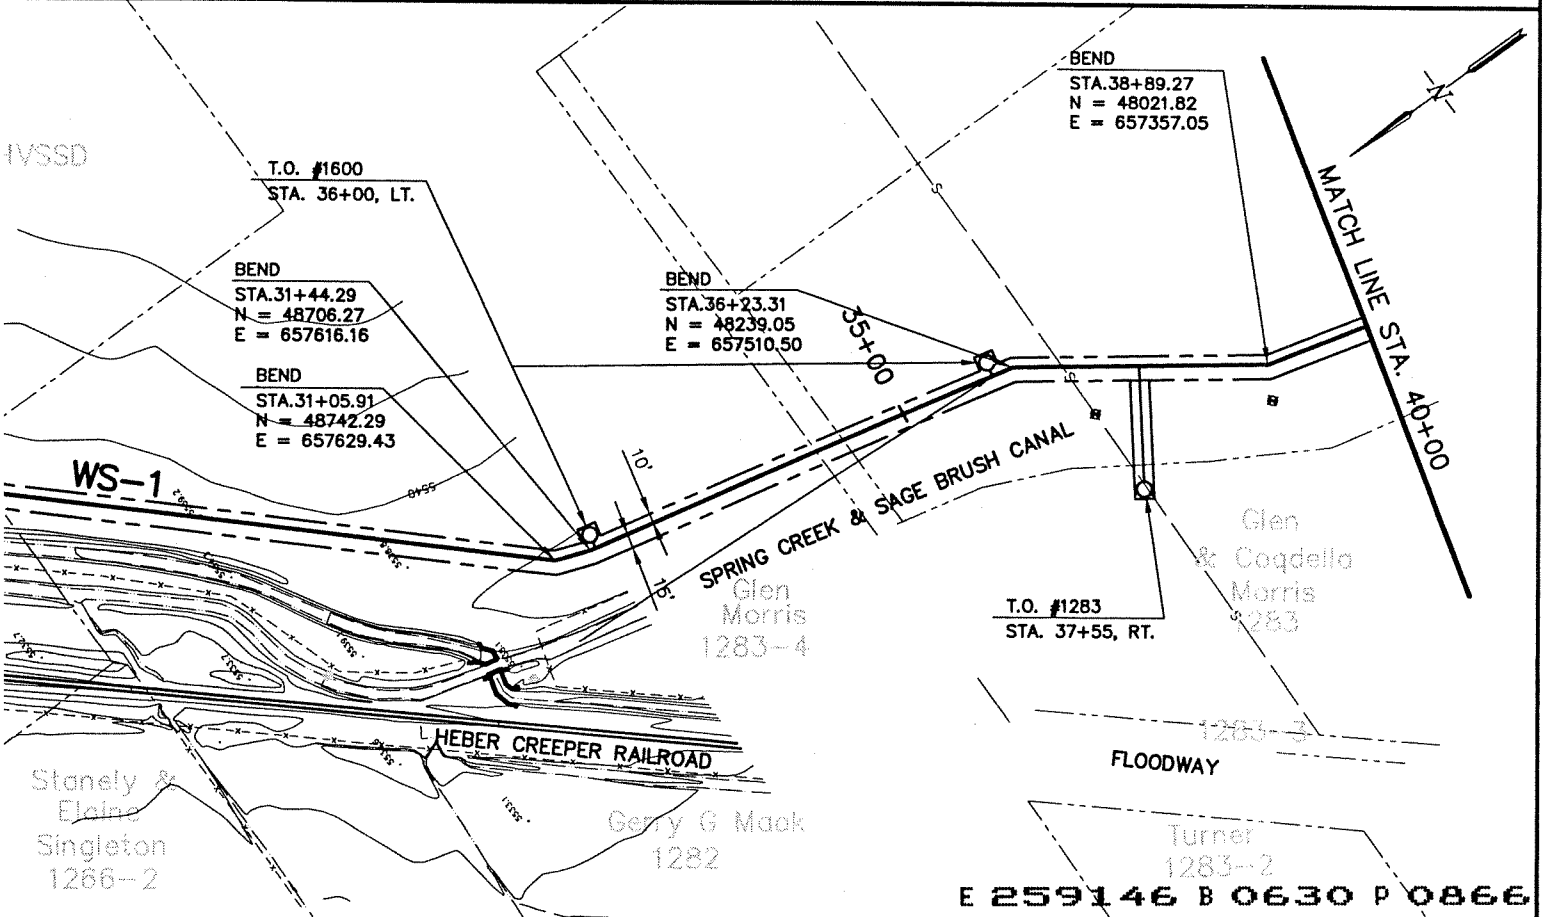 BEND
STA.38+89.27
N = 48021.82
E = 657357.05
-N-
HVSSD
T.O. #1600
STA. 36+00, LT.
MATCH LINE STA. 40+00
BEND
STA.31+44.29
N = 48706.27
E = 657616.16
BEND
STA.36+23.31
N = 48239.05
E = 657510.50
35+00
BEND
STA.31+05.91
N = 48742.29
E = 657629.43
S
S
S
10'
15'
WS-1
5540
SPRING CREEK & SAGE BRUSH CANAL
Glen
Morris
1283-4
Glen
& Coqdella
Morris
1283
T.O. #1283
STA. 37+55, RT.
1283-3
HEBER CREEPER RAILROAD
FLOODWAY
Stanely &
Elaine
Singleton
1266-2
Gerry G Maak
1282
Turner
1283-2
E 259146 B 0630 P 0866